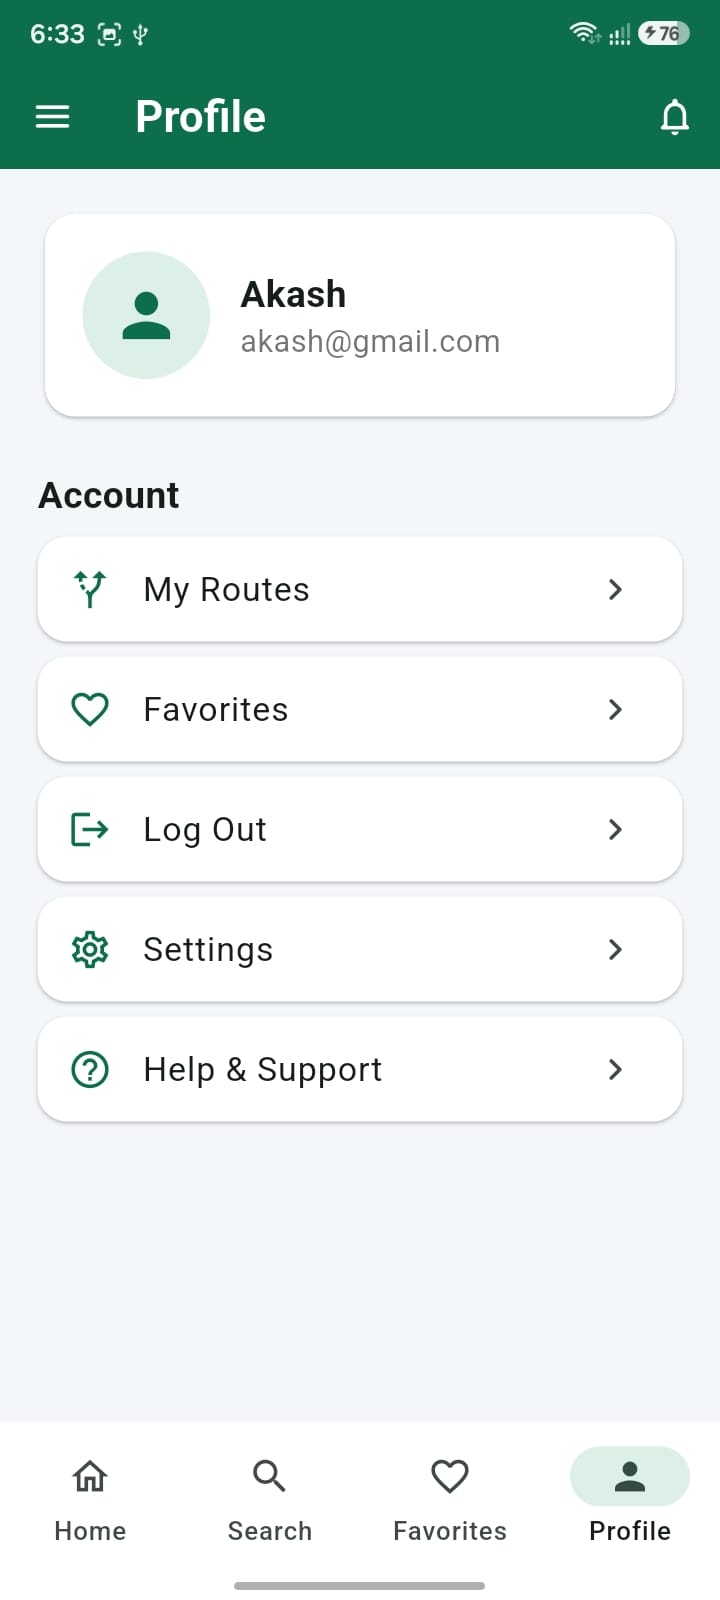 6:33
76
Profile
Akash
akash@gmail.com
Account
My Routes
Favorites
Log Out
Settings
Help & Support
Home
Search
Favorites
Profile